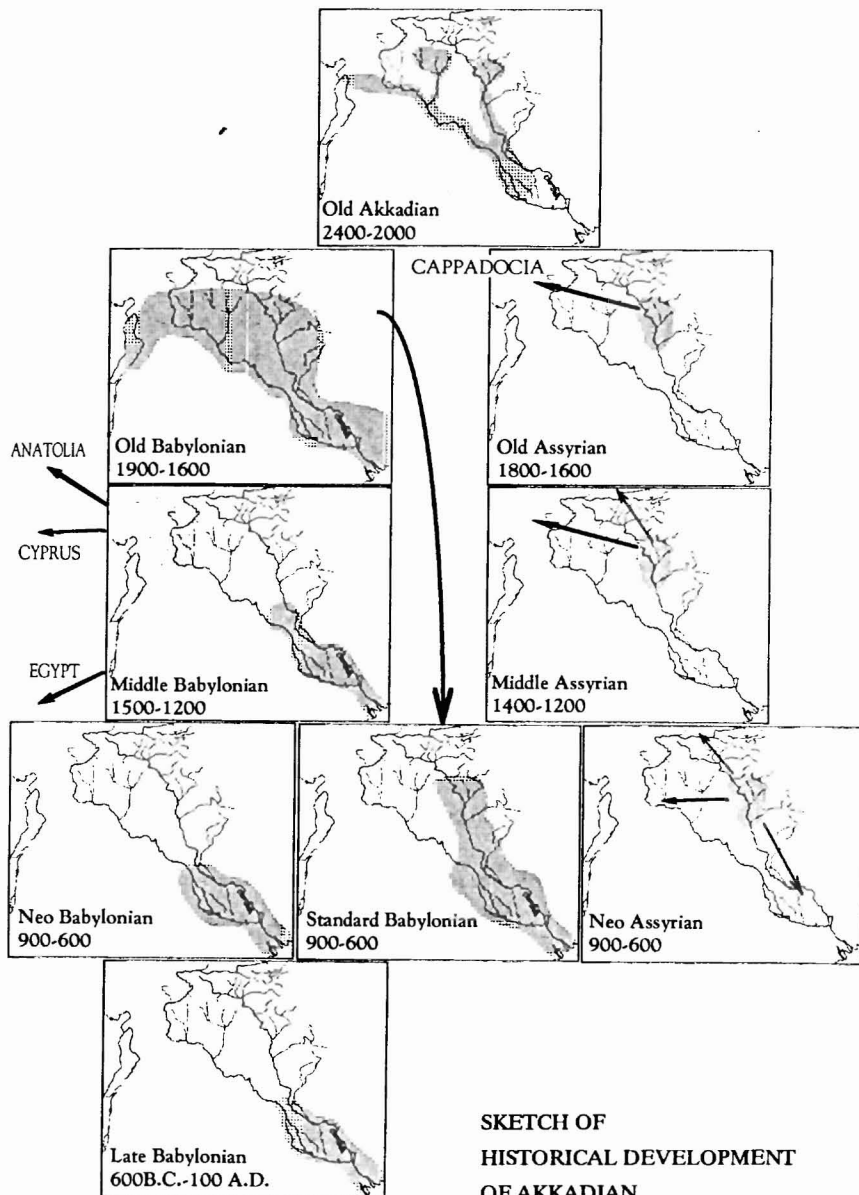 Old Akkadian
2400-2000
CAPPADOCIA
Old Babylonian
1900-1600
Old Assyrian
1800-1600
ANATOLIA
CYPRUS
EGYPT
Middle Babylonian
1500-1200
Middle Assyrian
1400-1200
Neo Babylonian
900-600
Standard Babylonian
900-600
Neo Assyrian
900-600
Late Babylonian
600B.C.-100 A.D.
SKETCH OF
HISTORICAL DEVELOPMENT
OF AKKADIAN